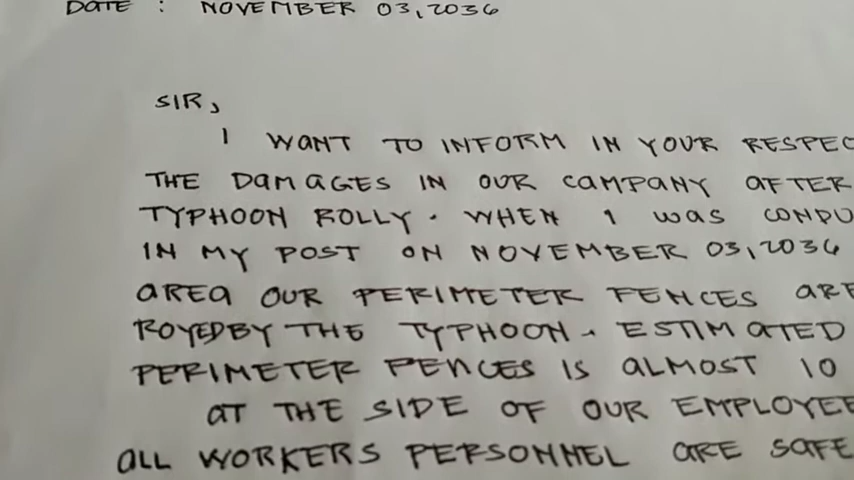 DATE : NOVEMBER 03, 2036
SIR,
I WANT TO INFORM IN YOUR RESPEC
THE DAMAGES IN OUR COMPANY AFTER
TYPHOON ROLLY. WHEN I WAS CONDU
IN MY POST ON NOVEMBER 03, 2036
AREA OUR PERIMETER FENCES ARE
ROYEDBY THE TYPHOON. ESTIMATED
PERIMETER PENCES IS ALMOST 10
AT THE SIDE OF OUR EMPLOYEE
ALL WORKERS PERSONNEL ARE SAFE